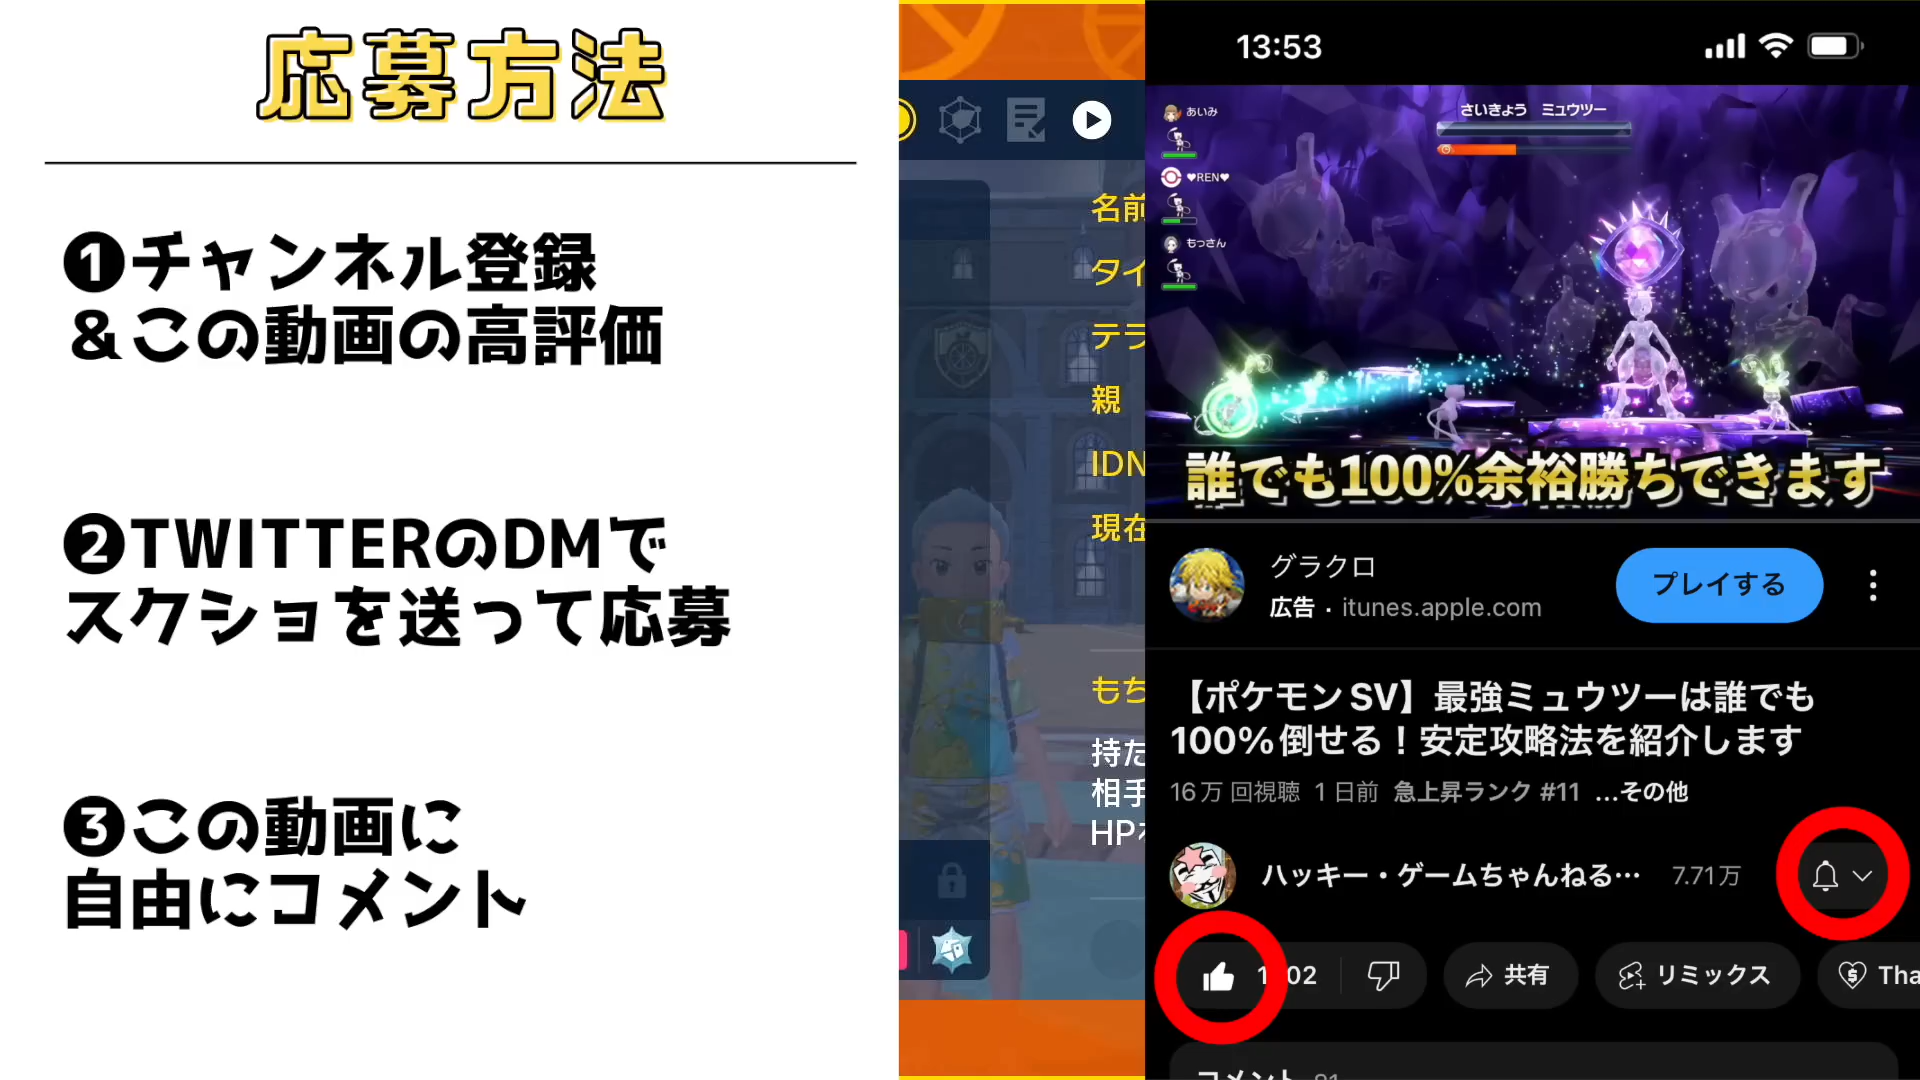 応募方法
❶チャンネル登録
&この動画の高評価
❷TWITTERのDMで
スクショを送って応募
❸この動画に
自由にコメント
名前
タイ
テラ
親
IDN
現在
もち
持た
相手
HP
13:53
あいみ
♥REN♥
もっさん
さいきょう ミュウツー
誰でも100%余裕勝ちできます
グラクロ
広告・itunes.apple.com
プレイする
【ポケモンSV】最強ミュウツーは誰でも
100%倒せる!安定攻略法を紹介します
16万 回視聴 1日前 急上昇ランク #11 ...その他
ハッキー・ゲームちゃんねる… 7.71万
共有
リミックス
Tha
コメント